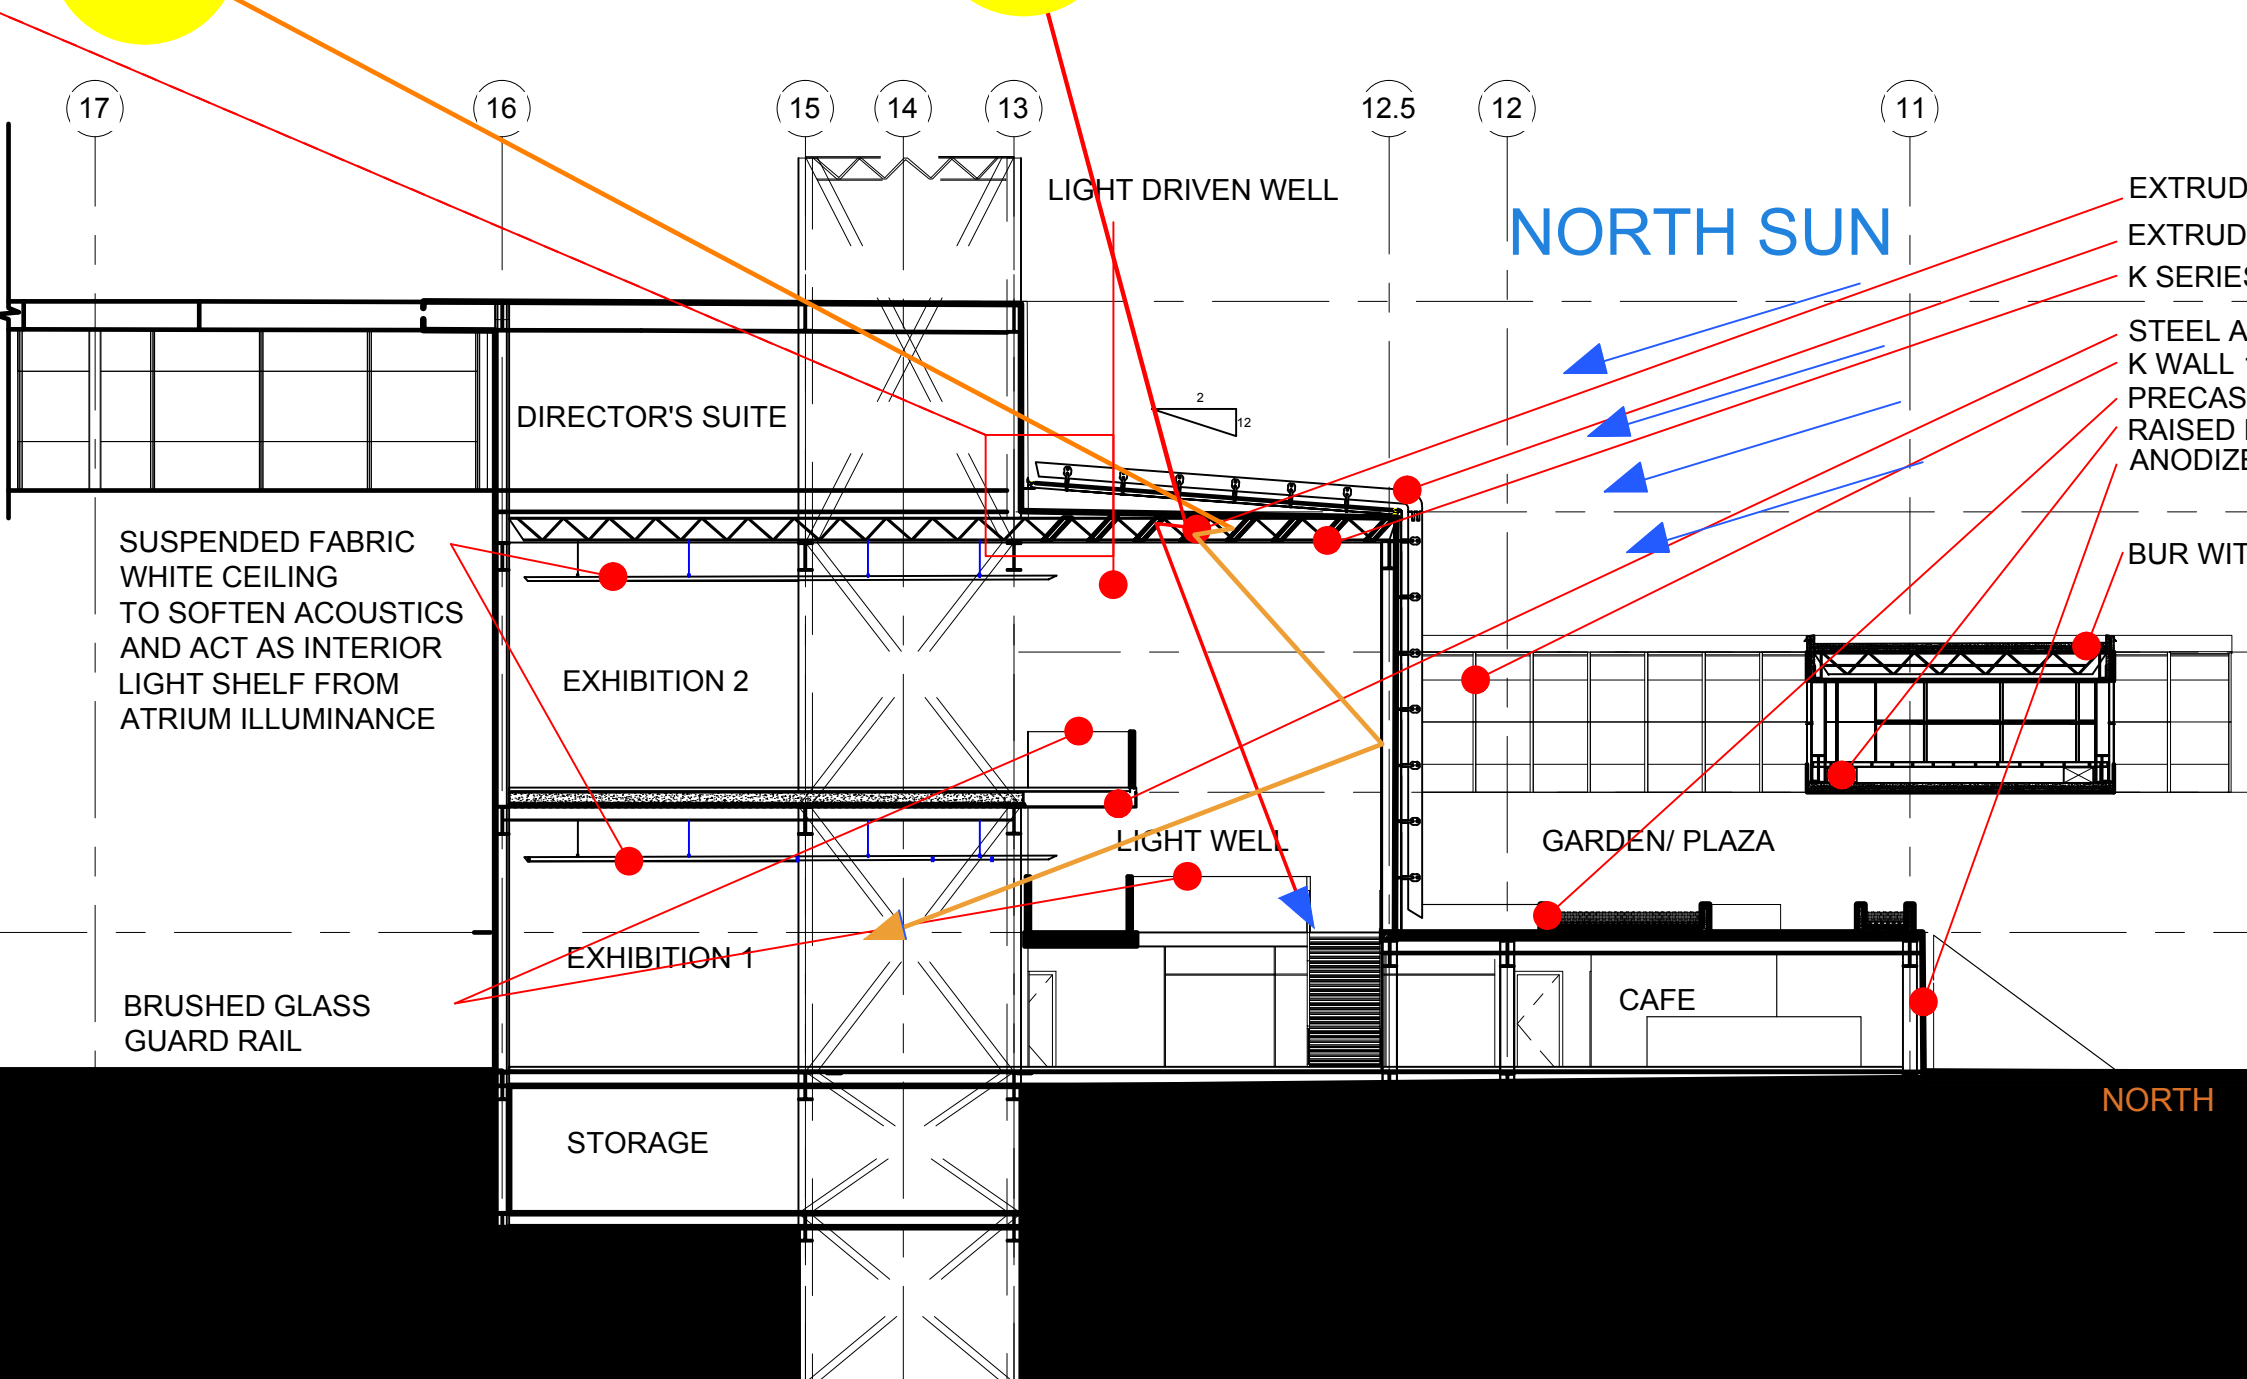 17
16
15
14
13
12.5
12
11
LIGHT DRIVEN WELL
NORTH SUN
EXTRUD
EXTRUD
K SERIES
STEEL A
K WALL
PRECAS
RAISED
ANODIZE
BUR WIT
2
12
DIRECTOR'S SUITE
SUSPENDED FABRIC
WHITE CEILING
TO SOFTEN ACOUSTICS
AND ACT AS INTERIOR
LIGHT SHELF FROM
ATRIUM ILLUMINANCE
EXHIBITION 2
LIGHT WELL
GARDEN/ PLAZA
EXHIBITION 1
BRUSHED GLASS
GUARD RAIL
CAFE
NORTH
STORAGE